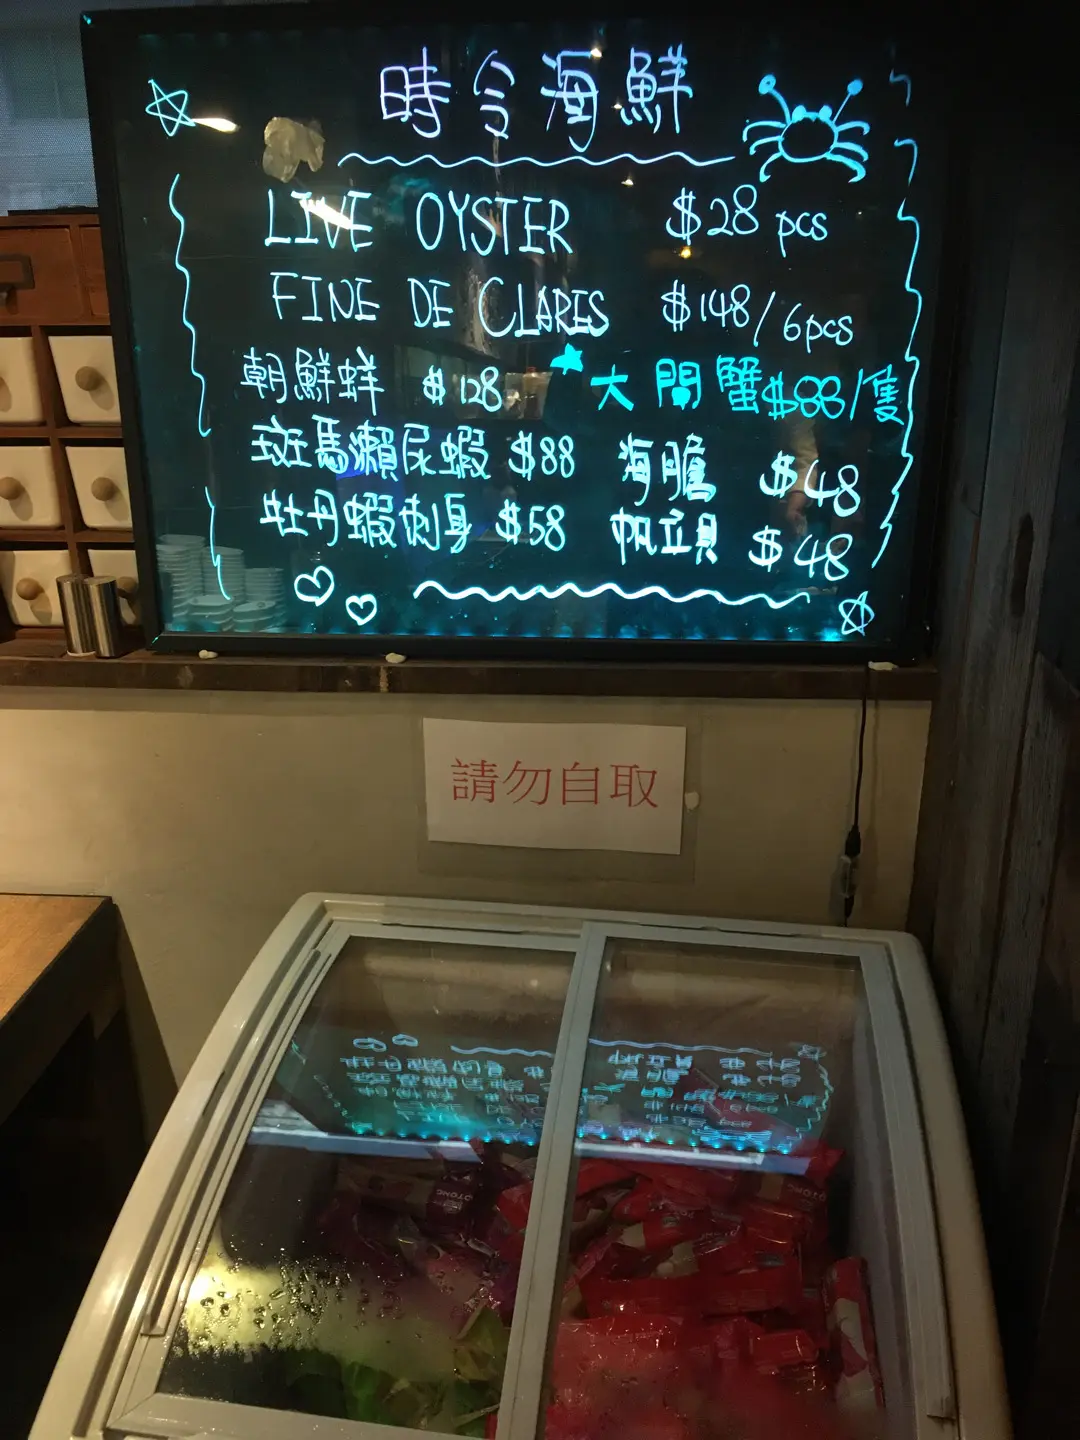 時令海鮮
LIVE OYSTER $28 pcs
FINE DE CLARES $148/6pcs
朝鮮蚌 $128 大閘蟹$88/隻
斑馬瀨尿蝦 $88 海膽 $48
牡丹蝦刺身 $58 帆立貝 $48
請勿自取